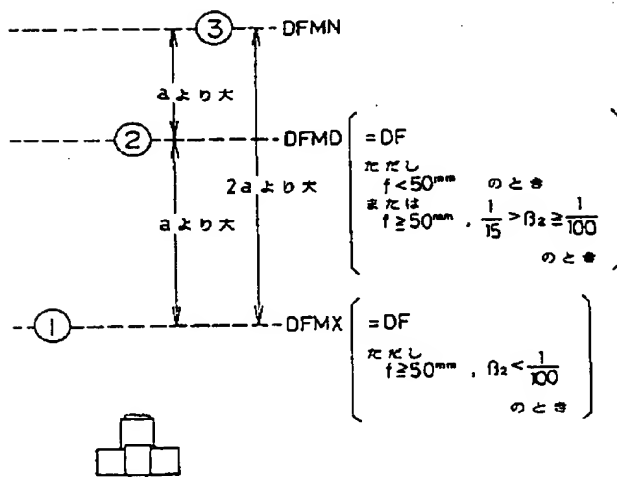 ③ DFMN
aより大
② DFMD
=DF
ただし
f<50mm のとき
または
f≧50mm , 1/15 >β2≧ 1/100
のとき
2aより大
aより大
① DFMX
=DF
ただし
f≧50mm , β2< 1/100
のとき